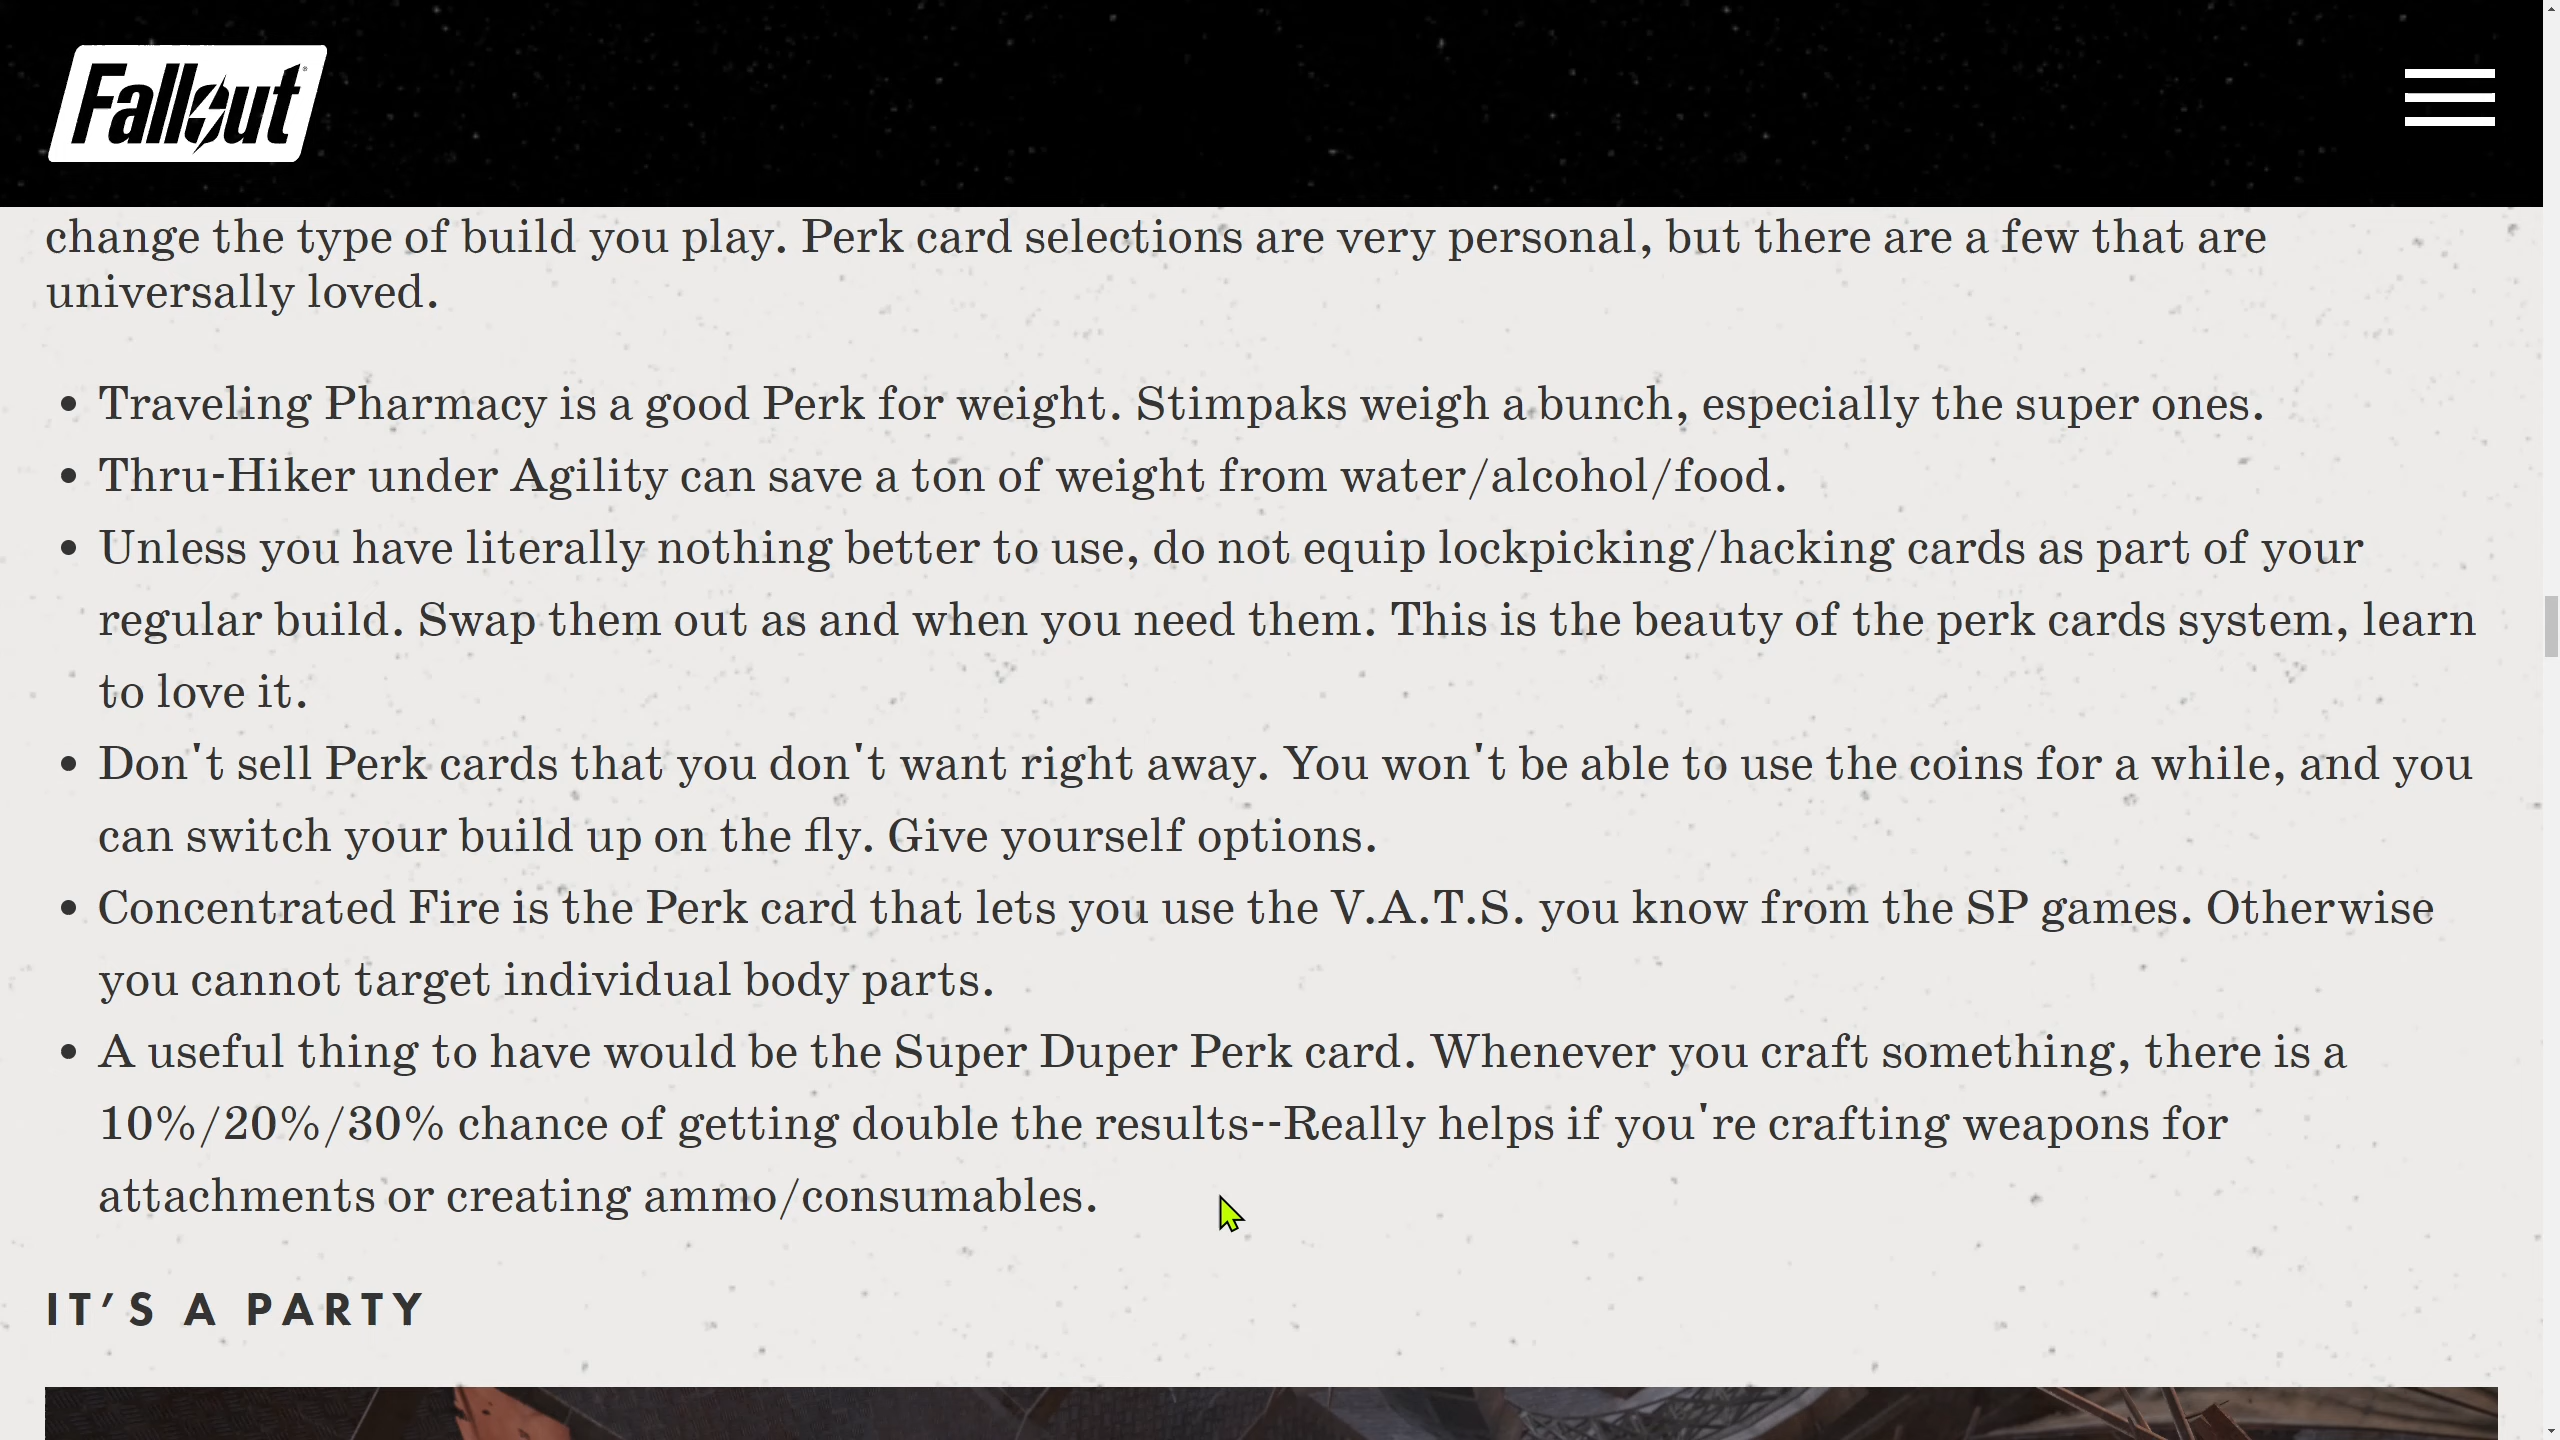 Fallout
change the type of build you play. Perk card selections are very personal, but there are a few that are
universally loved.
• Traveling Pharmacy is a good Perk for weight. Stimpaks weigh a bunch, especially the super ones.
• Thru-Hiker under Agility can save a ton of weight from water/alcohol/food.
• Unless you have literally nothing better to use, do not equip lockpicking/hacking cards as part of your
regular build. Swap them out as and when you need them. This is the beauty of the perk cards system, learn
to love it.
• Don't sell Perk cards that you don't want right away. You won't be able to use the coins for a while, and you
can switch your build up on the fly. Give yourself options.
• Concentrated Fire is the Perk card that lets you use the V.A.T.S. you know from the SP games. Otherwise
you cannot target individual body parts.
• A useful thing to have would be the Super Duper Perk card. Whenever you craft something, there is a
10%/20%/30% chance of getting double the results--Really helps if you're crafting weapons for
attachments or creating ammo/consumables.
IT’S A PARTY